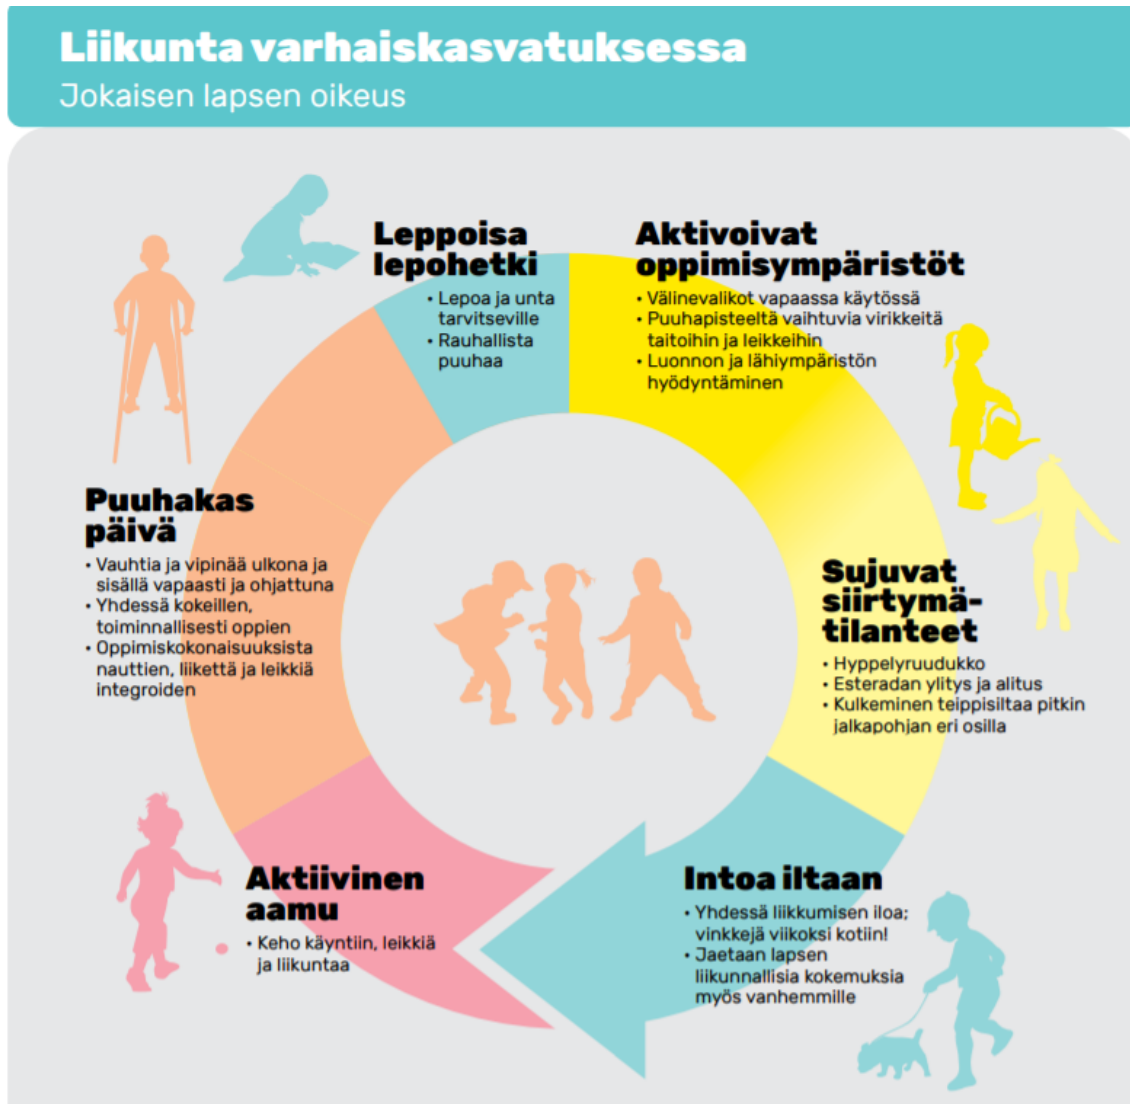 Liikunta varhaiskasvatuksessa
Jokaisen lapsen oikeus
Leppoisa
lepohetki
• Lepoa ja unta
tarvitseville
• Rauhallista
puuhaa
Aktivoivat
oppimisympäristöt
• Välinevalikot vapaassa käytössä
• Puuhapisteeltä vaihtuvia virikkeitä
taitoihin ja leikkeihin
• Luonnon ja lähiympäristön
hyödyntäminen
Puuhakas
päivä
• Vauhtia ja vipinää ulkona ja
sisällä vapaasti ja ohjattuna
• Yhdessä kokeillen,
toiminnallisesti oppien
• Oppimiskokonaisuuksista
nauttien, liikettä ja leikkiä
integroiden
Sujuvat
siirtymä-
tilanteet
• Hyppelyruudukko
• Esteradan ylitys ja alitus
• Kulkeminen teippisiltaa pitkin
jalkapohjan eri osilla
Aktiivinen
aamu
• Keho käyntiin, leikkiä
ja liikuntaa
Intoa iltaan
• Yhdessä liikkumisen iloa;
vinkkejä viikoksi kotiin!
• Jaetaan lapsen
liikunnallisia kokemuksia
myös vanhemmille